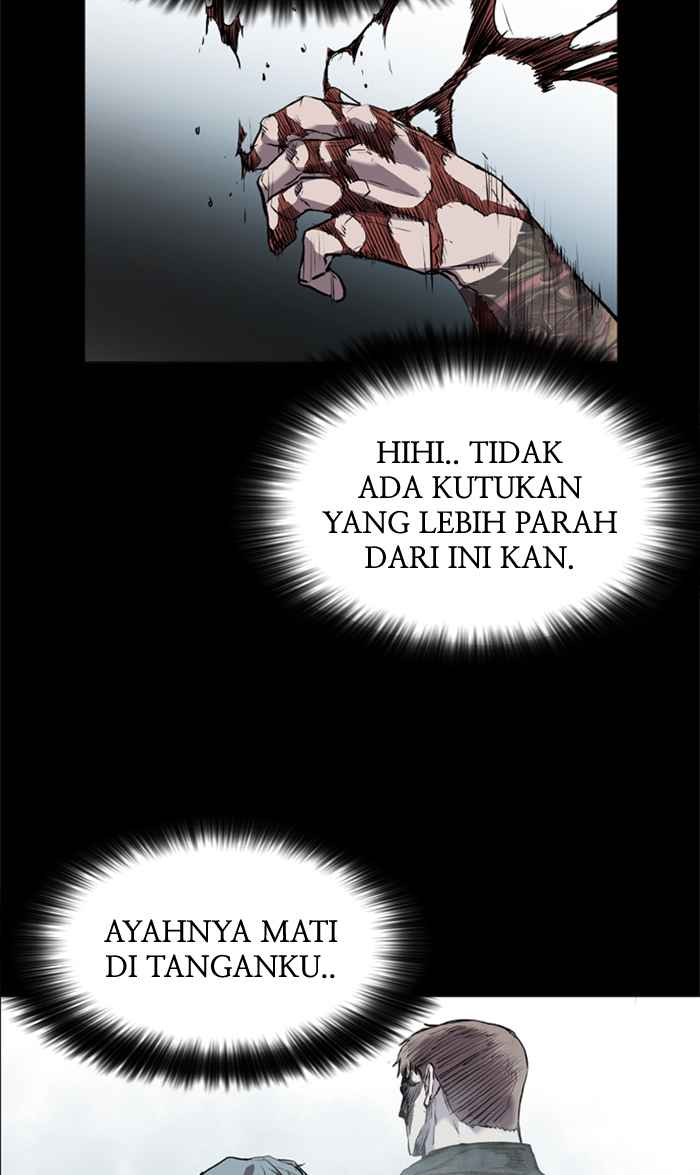 HIHI.. TIDAK
ADA KUTUKAN
YANG LEBIH PARAH
DARI INI KAN.
AYAHNYA MATI
DI TANGANKU..